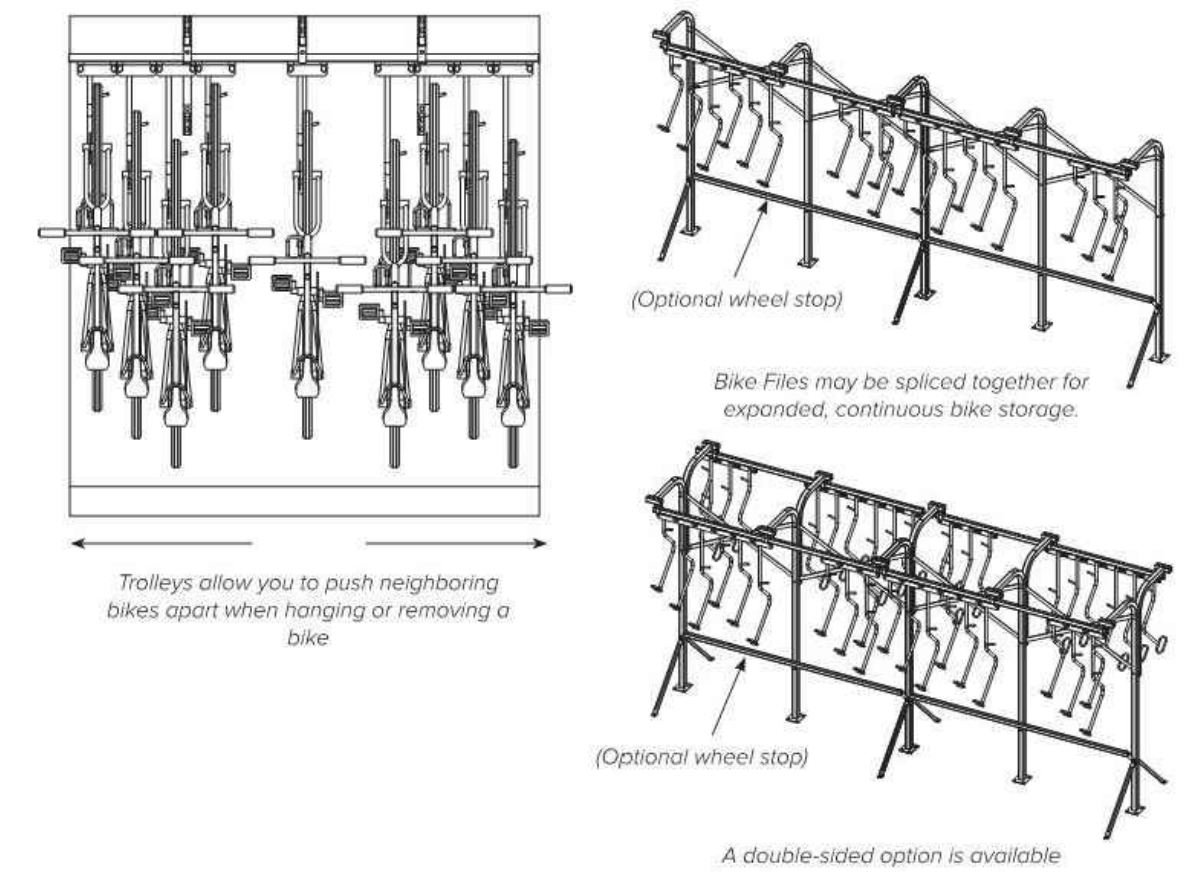 Trolleys allow you to push neighboring
bikes apart when hanging or removing a
bike
(Optional wheel stop)
Bike Files may be spliced together for
expanded, continuous bike storage.
(Optional wheel stop)
A double-sided option is available